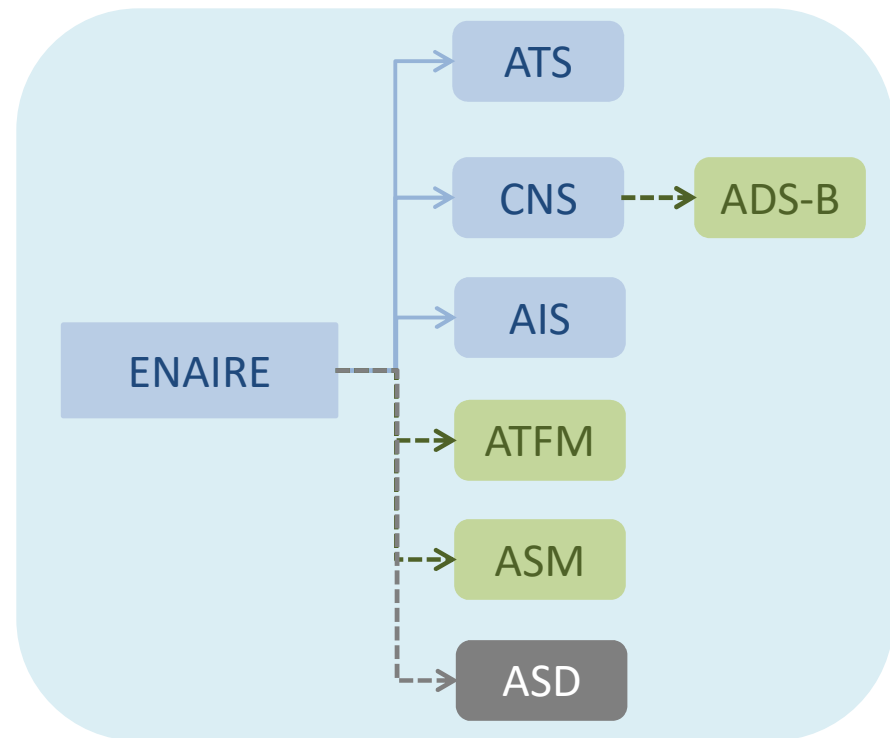 ATS
CNS
ADS-B
AIS
ENAIRE
ATFM
ASM
ASD